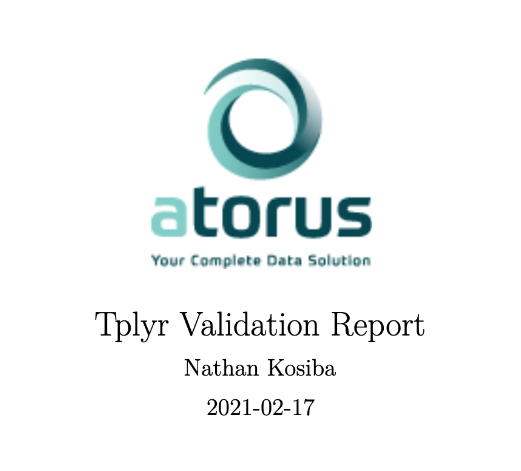 atorus
Your Complete Data Solution
Tplyr Validation Report
Nathan Kosiba
2021-02-17